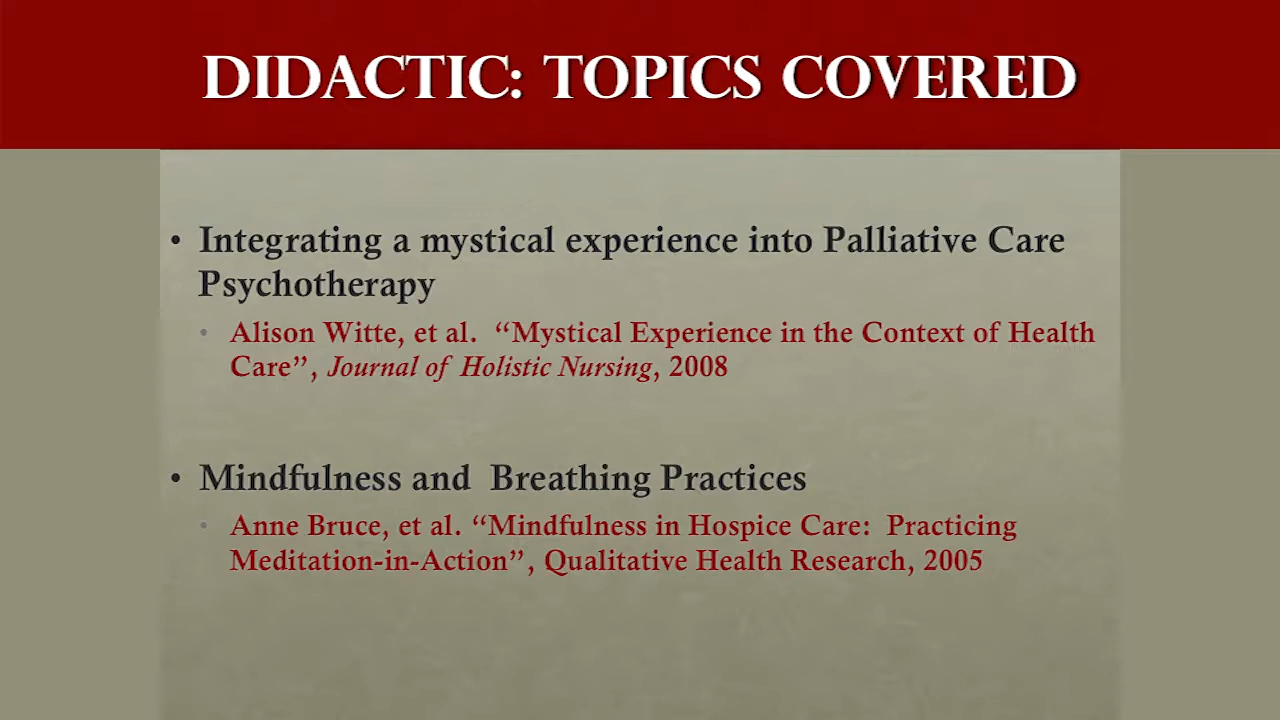 DIDACTIC: TOPICS COVERED
• Integrating a mystical experience into Palliative Care
Psychotherapy
• Alison Witte, et al. “Mystical Experience in the Context of Health
Care”, Journal of Holistic Nursing, 2008
• Mindfulness and Breathing Practices
• Anne Bruce, et al. “Mindfulness in Hospice Care: Practicing
Meditation-in-Action”, Qualitative Health Research, 2005